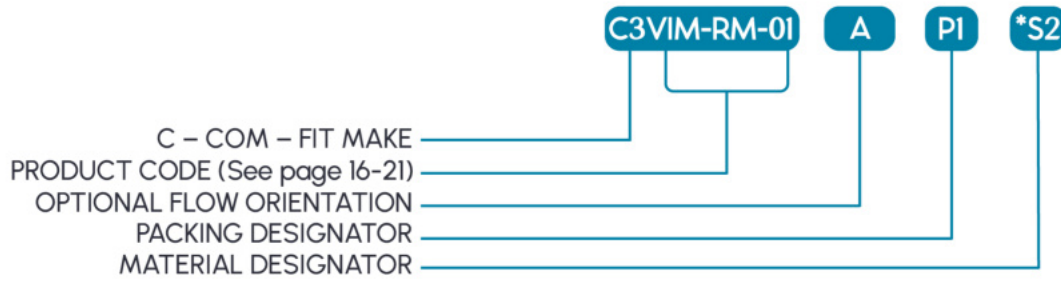 C3VIM-RM-01 A P1 *S2
C – COM – FIT MAKE
PRODUCT CODE (See page 16-21)
OPTIONAL FLOW ORIENTATION
PACKING DESIGNATOR
MATERIAL DESIGNATOR